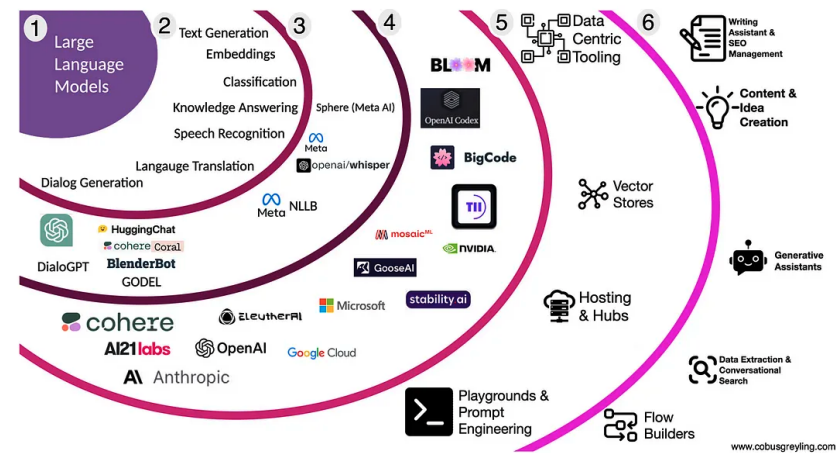 1
2
3
4
5
6
Large
Language
Models
Text Generation
Embeddings
Classification
Knowledge Answering
Speech Recognition
Langauge Translation
Dialog Generation
Sphere (Meta AI)
Meta
openai/whisper
Meta NLLB
DialoGPT
HuggingChat
cohere Coral
BlenderBot
GODEL
BLOOM
OpenAI Codex
BigCode
TII
mosaicML
NVIDIA
GooseAI
stability ai
Microsoft
EleutherAI
cohere
AI21labs
OpenAI
Google Cloud
Anthropic
Data
Centric
Tooling
Vector
Stores
Hosting
& Hubs
Playgrounds &
Prompt
Engineering
Flow
Builders
Writing
Assistant &
SEO
Management
Content &
Idea
Creation
Generative
Assistants
Data Extraction &
Conversational
Search
www.cobusgreyling.com